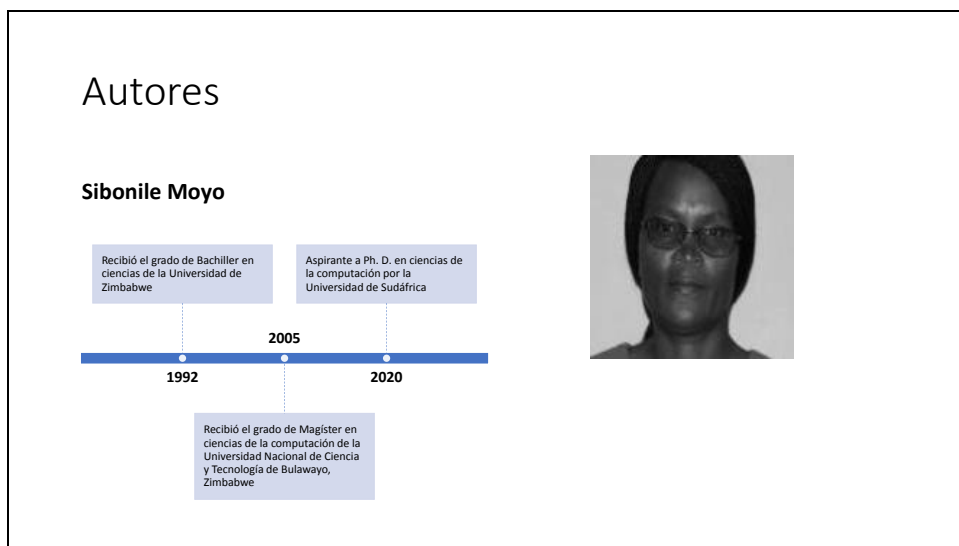 Autores
Sibonile Moyo
Recibió el grado de Bachiller en
ciencias de la Universidad de
Zimbabwe
Aspirante a Ph. D. en ciencias de
la computación por la
Universidad de Sudáfrica
2005
1992
2020
Recibió el grado de Magíster en
ciencias de la computación de la
Universidad Nacional de Ciencia
y Tecnología de Bulawayo,
Zimbabwe